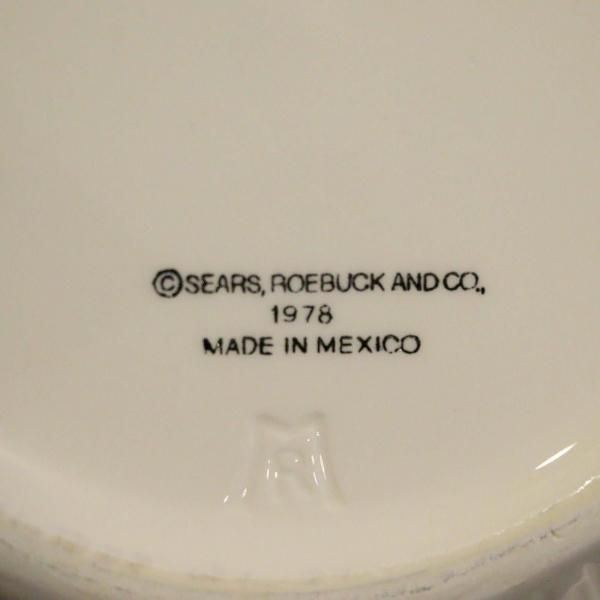 ©SEARS, ROEBUCK AND CO.,
1978
MADE IN MEXICO